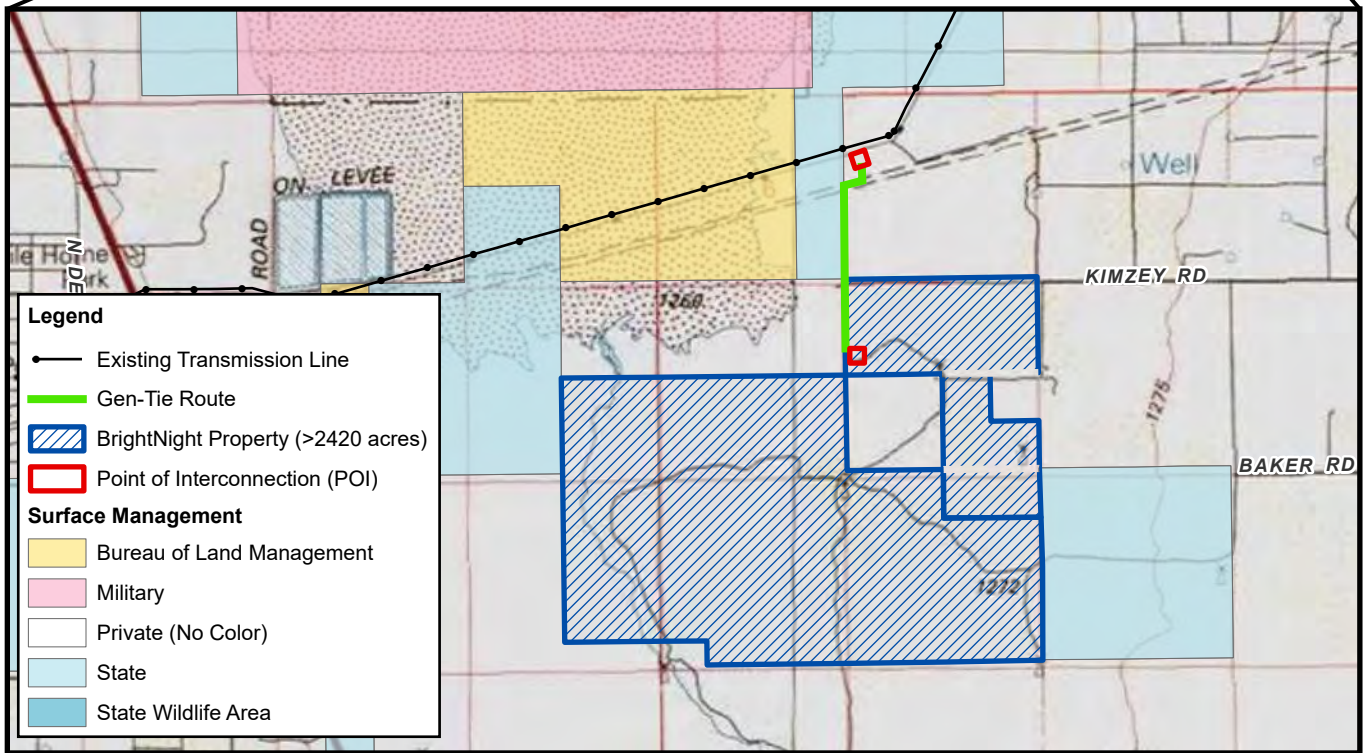 ON. LEVEE
ROAD
Well
N DE
ile Home
Park
KIMZEY RD
1260
1275
BAKER RD
1272
Legend
Existing Transmission Line
Gen-Tie Route
BrightNight Property (>2420 acres)
Point of Interconnection (POI)
Surface Management
Bureau of Land Management
Military
Private (No Color)
State
State Wildlife Area